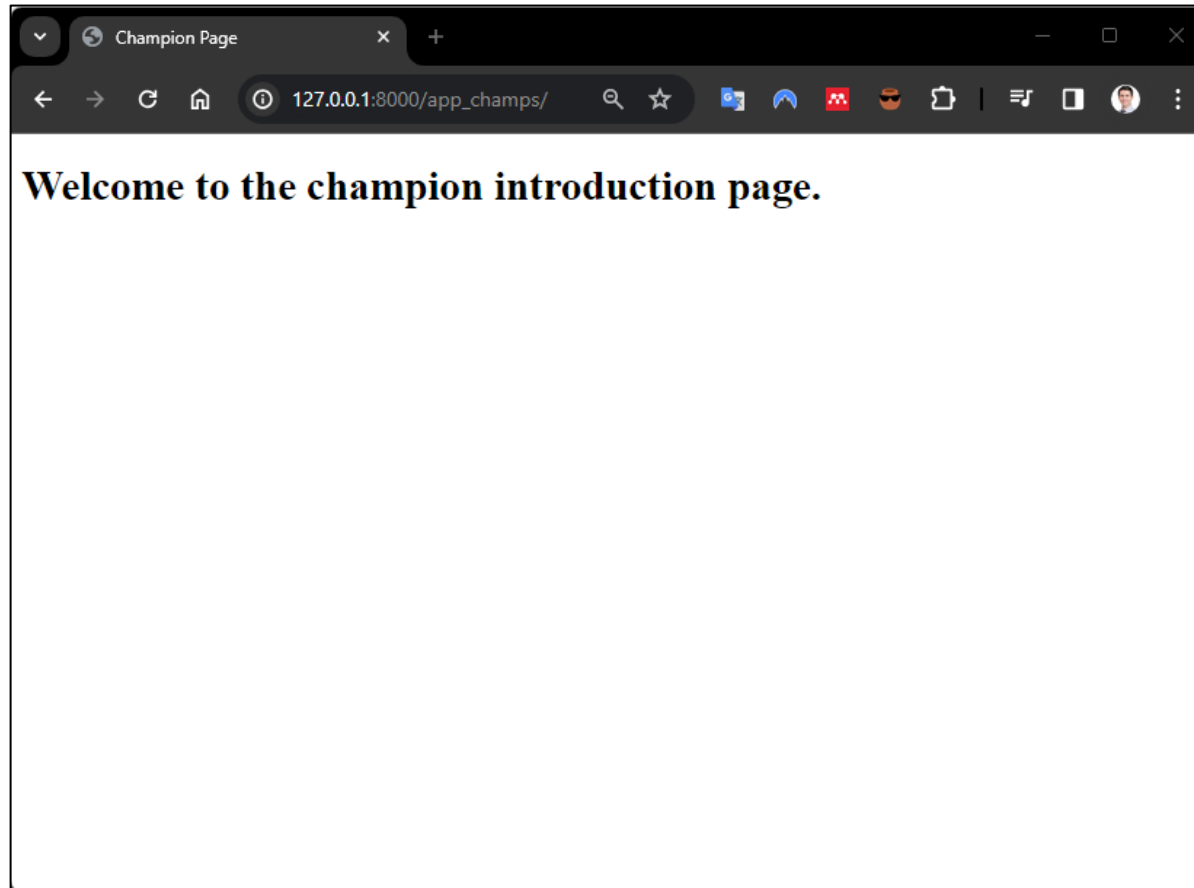 Champion Page
127.0.0.1:8000/app_champs/
Welcome to the champion introduction page.